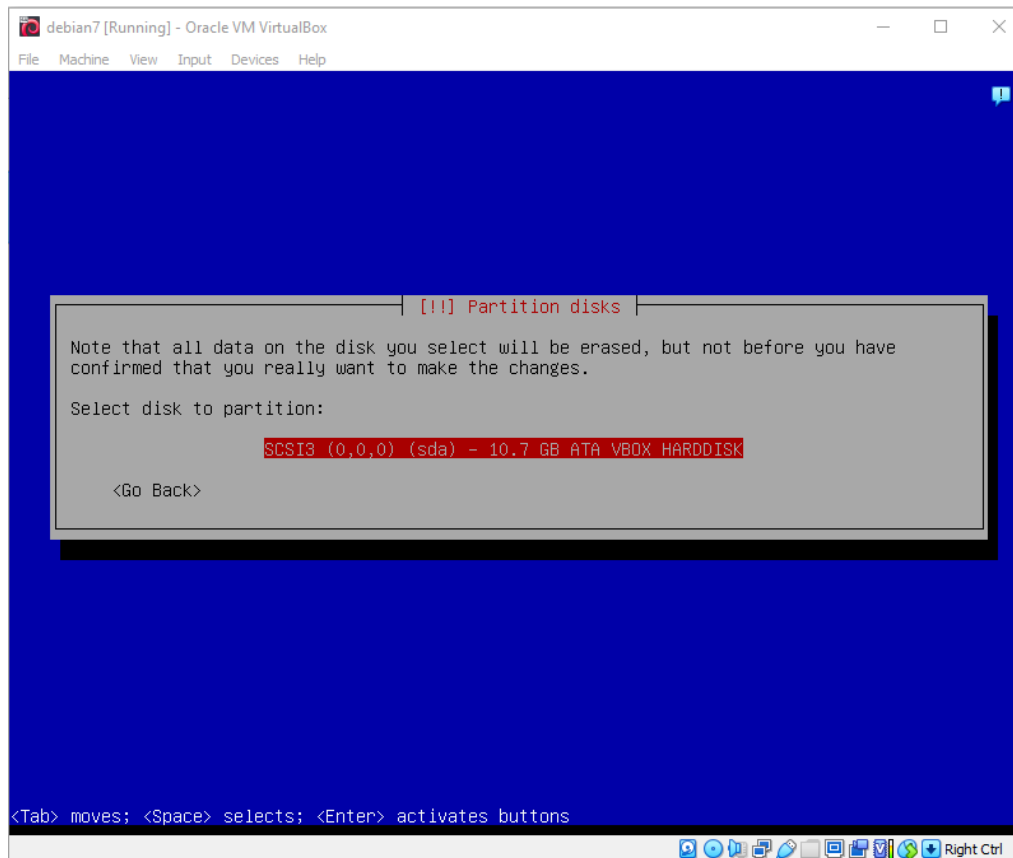 debian7 [Running] - Oracle VM VirtualBox
File Machine View Input Devices Help
[!!] Partition disks
Note that all data on the disk you select will be erased, but not before you have
confirmed that you really want to make the changes.
Select disk to partition:
SCSI3 (0,0,0) (sda) - 10.7 GB ATA VBOX HARDDISK
<Go Back>
<Tab> moves; <Space> selects; <Enter> activates buttons
Right Ctrl